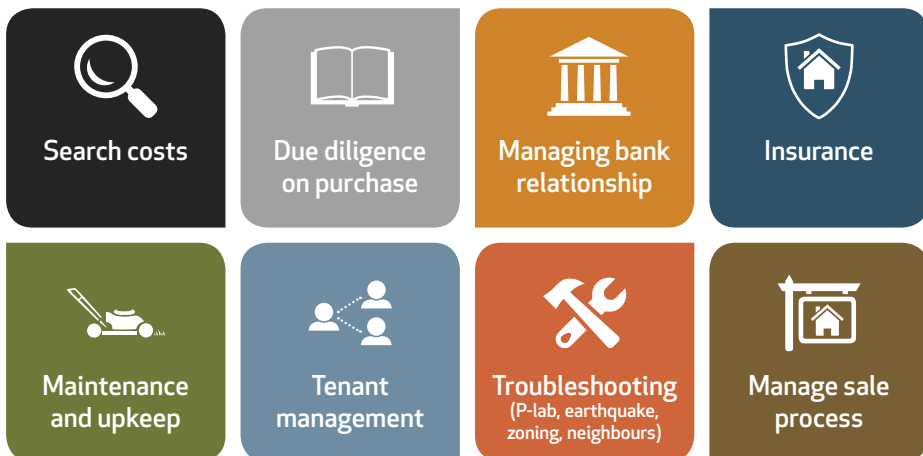 Search costs
Due diligence
on purchase
Managing bank
relationship
Insurance
Maintenance
and upkeep
Tenant
management
Troubleshooting
(P-lab, earthquake,
zoning, neighbours)
Manage sale
process